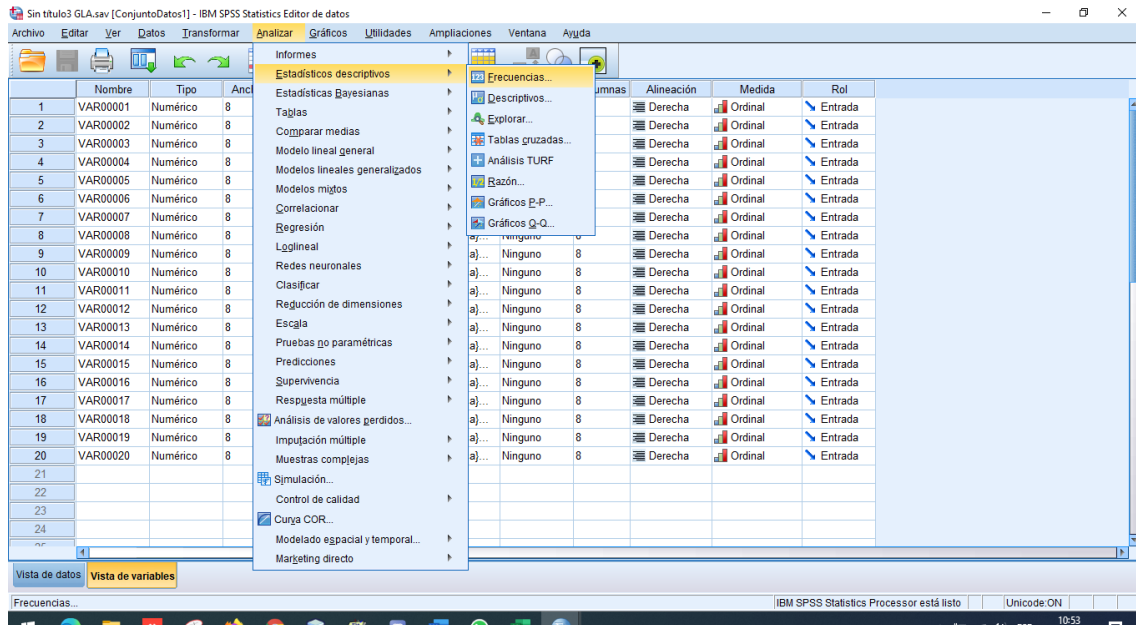 Sin título3 GLA.sav [ConjuntoDatos1] - IBM SPSS Statistics Editor de datos
Archivo Editar Ver Datos Transformar Analizar Gráficos Utilidades Ampliaciones Ventana Ayuda
Informes
Estadísticos descriptivos
Estadísticas Bayesianas
Tablas
Comparar medias
Modelo lineal general
Modelos lineales generalizados
Modelos mixtos
Correlacionar
Regresión
Loglineal
Redes neuronales
Clasificar
Reducción de dimensiones
Escala
Pruebas no paramétricas
Predicciones
Supervivencia
Respuesta múltiple
Análisis de valores perdidos...
Imputación múltiple
Muestras complejas
Simulación...
Control de calidad
Curva COR...
Modelado espacial y temporal...
Marketing directo
Frecuencias...
Descriptivos...
Explorar...
Tablas cruzadas...
Análisis TURF
Razón...
Gráficos P-P...
Gráficos Q-Q...
Nombre Tipo Anc umnas Alineación Medida Rol
1 VAR00001 Numérico 8 Derecha Ordinal Entrada
2 VAR00002 Numérico 8 Derecha Ordinal Entrada
3 VAR00003 Numérico 8 Derecha Ordinal Entrada
4 VAR00004 Numérico 8 Derecha Ordinal Entrada
5 VAR00005 Numérico 8 Derecha Ordinal Entrada
6 VAR00006 Numérico 8 Derecha Ordinal Entrada
7 VAR00007 Numérico 8 Derecha Ordinal Entrada
8 VAR00008 Numérico 8 a}... Ninguno 8 Derecha Ordinal Entrada
9 VAR00009 Numérico 8 a}... Ninguno 8 Derecha Ordinal Entrada
10 VAR00010 Numérico 8 a}... Ninguno 8 Derecha Ordinal Entrada
11 VAR00011 Numérico 8 a}... Ninguno 8 Derecha Ordinal Entrada
12 VAR00012 Numérico 8 a}... Ninguno 8 Derecha Ordinal Entrada
13 VAR00013 Numérico 8 a}... Ninguno 8 Derecha Ordinal Entrada
14 VAR00014 Numérico 8 a}... Ninguno 8 Derecha Ordinal Entrada
15 VAR00015 Numérico 8 a}... Ninguno 8 Derecha Ordinal Entrada
16 VAR00016 Numérico 8 a}... Ninguno 8 Derecha Ordinal Entrada
17 VAR00017 Numérico 8 a}... Ninguno 8 Derecha Ordinal Entrada
18 VAR00018 Numérico 8 a}... Ninguno 8 Derecha Ordinal Entrada
19 VAR00019 Numérico 8 a}... Ninguno 8 Derecha Ordinal Entrada
20 VAR00020 Numérico 8 a}... Ninguno 8 Derecha Ordinal Entrada
21
22
23
24
Vista de datos Vista de variables
Frecuencias... IBM SPSS Statistics Processor está listo Unicode:ON
10:53